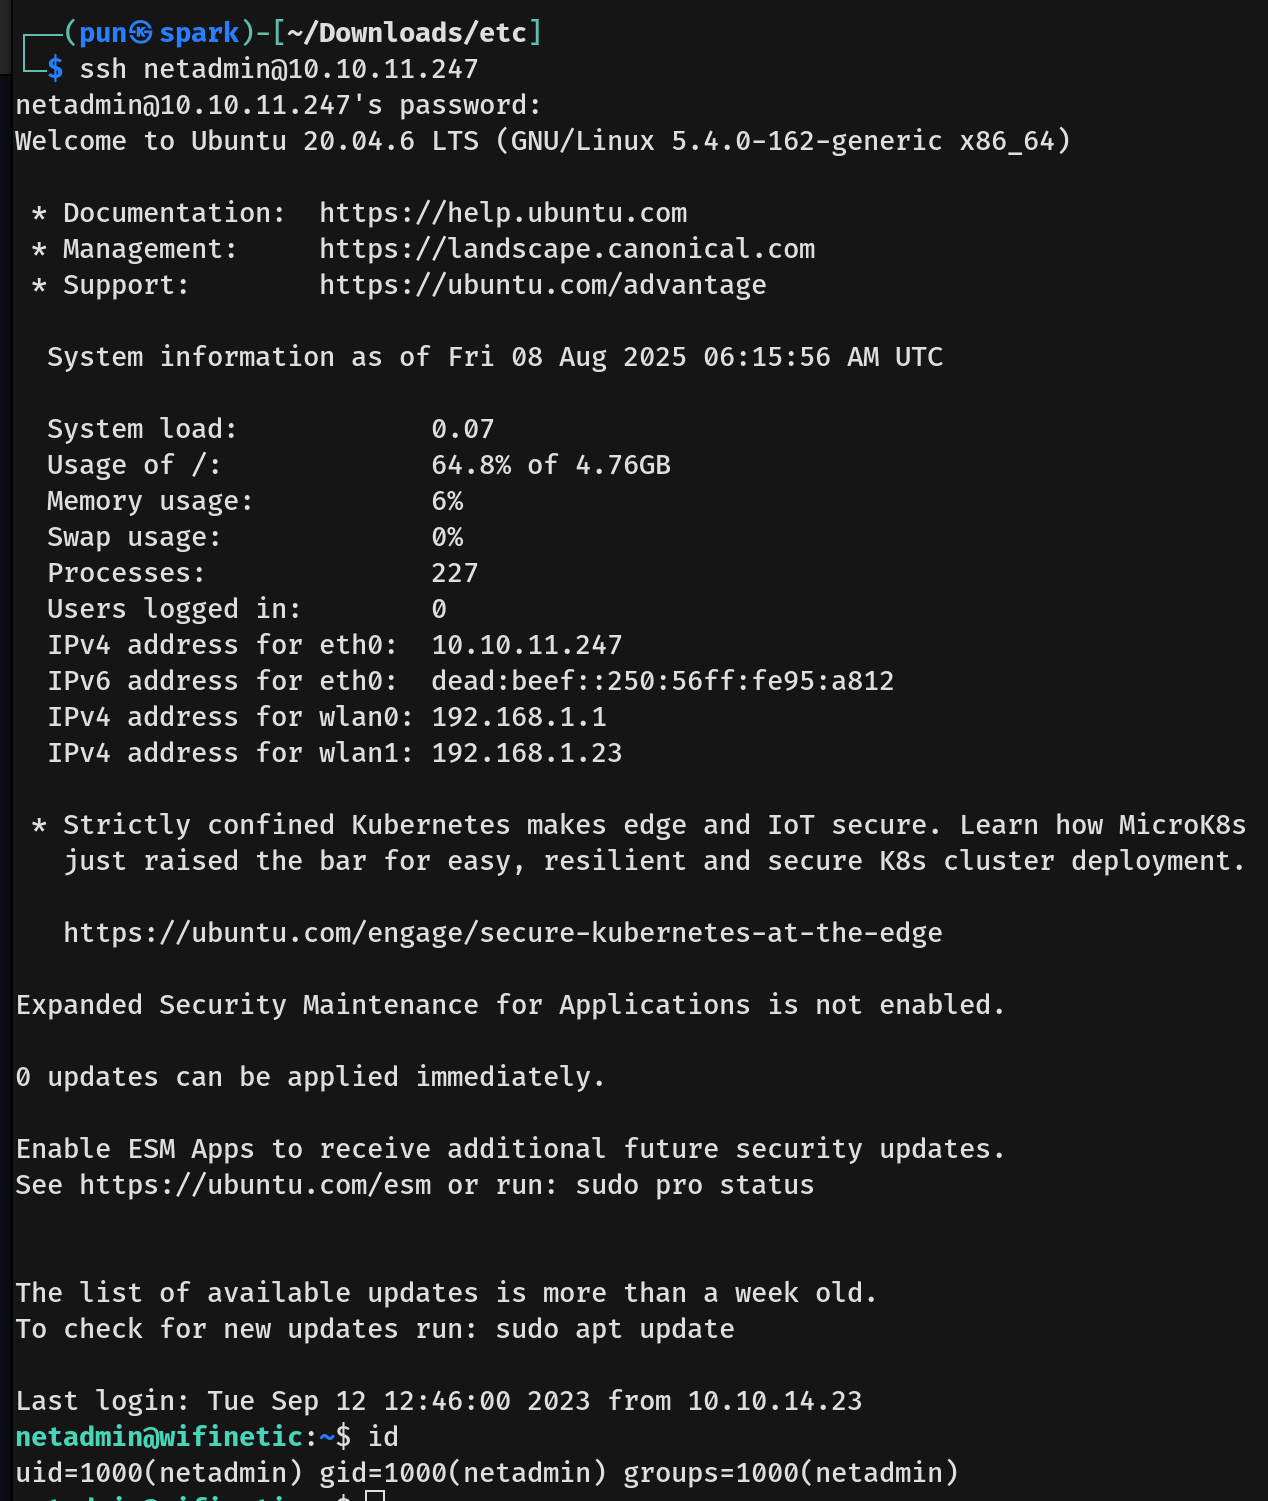 ┌──(pun㉿spark)-[~/Downloads/etc]
└─$ ssh netadmin@10.10.11.247
netadmin@10.10.11.247's password:
Welcome to Ubuntu 20.04.6 LTS (GNU/Linux 5.4.0-162-generic x86_64)

 * Documentation:  https://help.ubuntu.com
 * Management:     https://landscape.canonical.com
 * Support:        https://ubuntu.com/advantage

  System information as of Fri 08 Aug 2025 06:15:56 AM UTC

  System load:            0.07
  Usage of /:             64.8% of 4.76GB
  Memory usage:           6%
  Swap usage:             0%
  Processes:              227
  Users logged in:        0
  IPv4 address for eth0:  10.10.11.247
  IPv6 address for eth0:  dead:beef::250:56ff:fe95:a812
  IPv4 address for wlan0: 192.168.1.1
  IPv4 address for wlan1: 192.168.1.23

 * Strictly confined Kubernetes makes edge and IoT secure. Learn how MicroK8s
   just raised the bar for easy, resilient and secure K8s cluster deployment.

   https://ubuntu.com/engage/secure-kubernetes-at-the-edge

Expanded Security Maintenance for Applications is not enabled.

0 updates can be applied immediately.

Enable ESM Apps to receive additional future security updates.
See https://ubuntu.com/esm or run: sudo pro status


The list of available updates is more than a week old.
To check for new updates run: sudo apt update

Last login: Tue Sep 12 12:46:00 2023 from 10.10.14.23
netadmin@wifinetic:~$ id
uid=1000(netadmin) gid=1000(netadmin) groups=1000(netadmin)